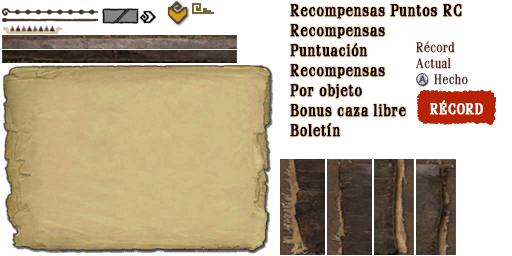 Recompensas Puntos RC
Recompensas
Puntuación
Recompensas
Por objeto
Bonus caza libre
Boletín
Récord
Actual
A Hecho
RÉCORD